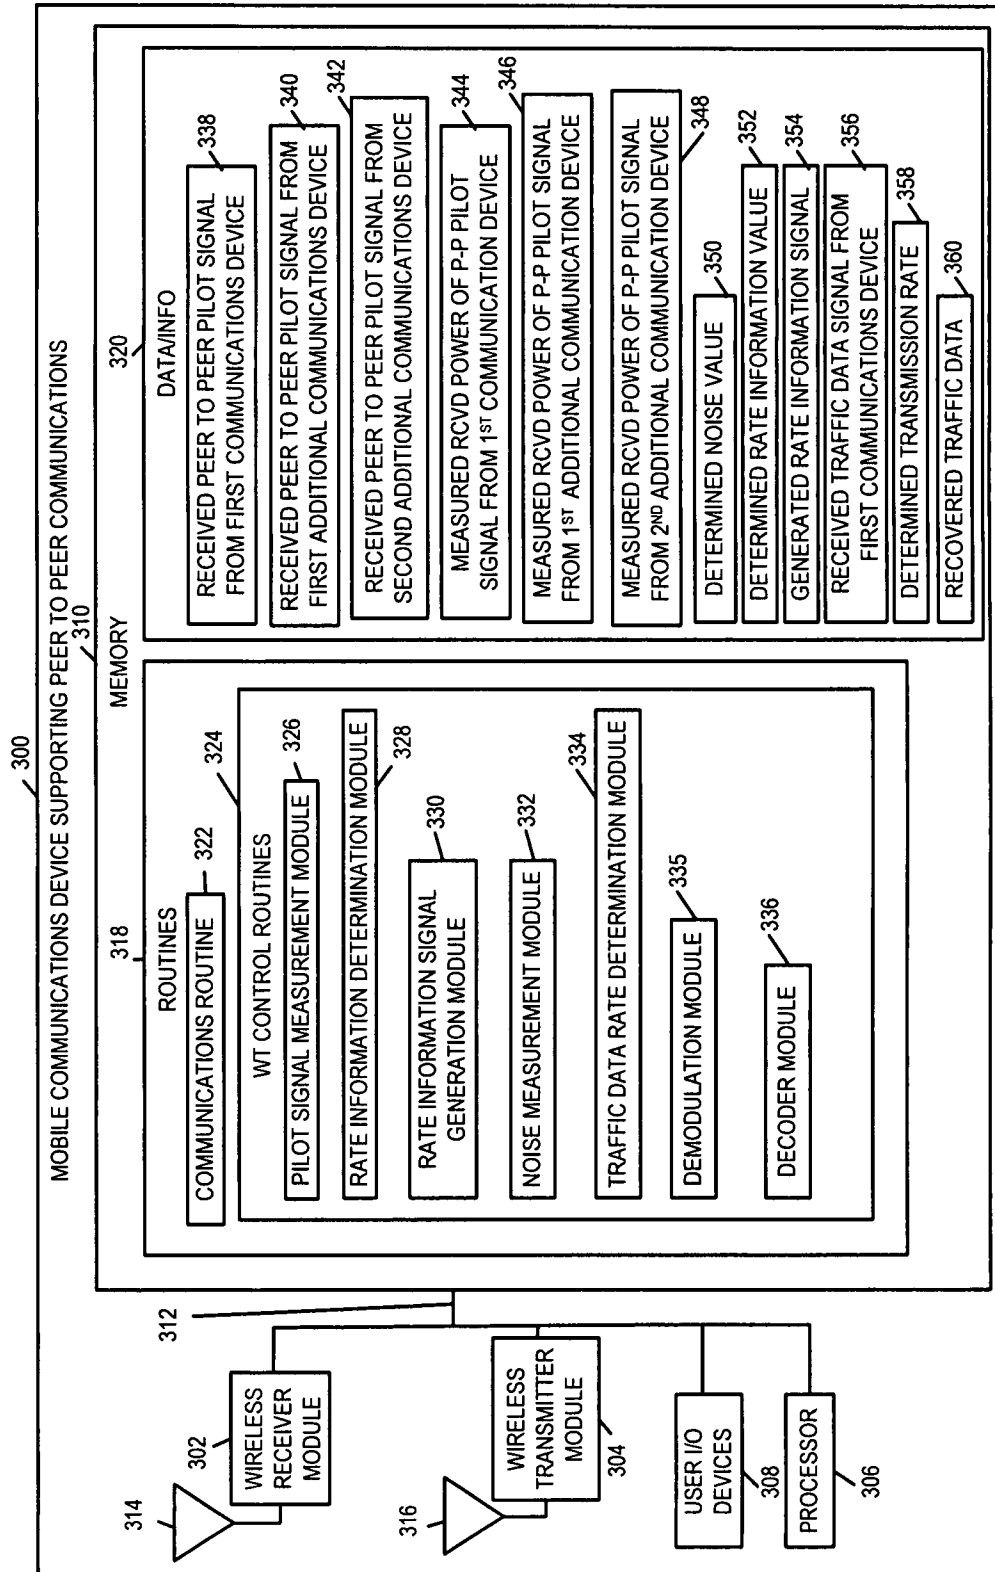 300
MOBILE COMMUNICATIONS DEVICE SUPPORTING PEER TO PEER COMMUNICATIONS
314
302
WIRELESS
RECEIVER
MODULE
316
WIRELESS
TRANSMITTER
MODULE
304
USER I/O
DEVICES
308
PROCESSOR
306
312
310
MEMORY
318
ROUTINES
COMMUNICATIONS ROUTINE
322
324
WT CONTROL ROUTINES
PILOT SIGNAL MEASUREMENT MODULE
326
RATE INFORMATION DETERMINATION MODULE
328
RATE INFORMATION SIGNAL
GENERATION MODULE
330
NOISE MEASUREMENT MODULE
332
TRAFFIC DATA RATE DETERMINATION MODULE
334
DEMODULATION MODULE
335
DECODER MODULE
336
320
DATA/INFO
RECEIVED PEER TO PEER PILOT SIGNAL
FROM FIRST COMMUNICATIONS DEVICE
338
RECEIVED PEER TO PEER PILOT SIGNAL FROM
FIRST ADDITIONAL COMMUNICATIONS DEVICE
340
RECEIVED PEER TO PEER PILOT SIGNAL FROM
SECOND ADDITIONAL COMMUNICATIONS DEVICE
342
MEASURED RCVD POWER OF P-P PILOT
SIGNAL FROM 1ST COMMUNICATION DEVICE
344
MEASURED RCVD POWER OF P-P PILOT SIGNAL
FROM 1ST ADDITIONAL COMMUNICATION DEVICE
346
MEASURED RCVD POWER OF P-P PILOT SIGNAL
FROM 2ND ADDITIONAL COMMUNICATION DEVICE
348
DETERMINED NOISE VALUE
350
DETERMINED RATE INFORMATION VALUE
352
GENERATED RATE INFORMATION SIGNAL
354
RECEIVED TRAFFIC DATA SIGNAL FROM
FIRST COMMUNICATIONS DEVICE
356
DETERMINED TRANSMISSION RATE
358
RECOVERED TRAFFIC DATA
360